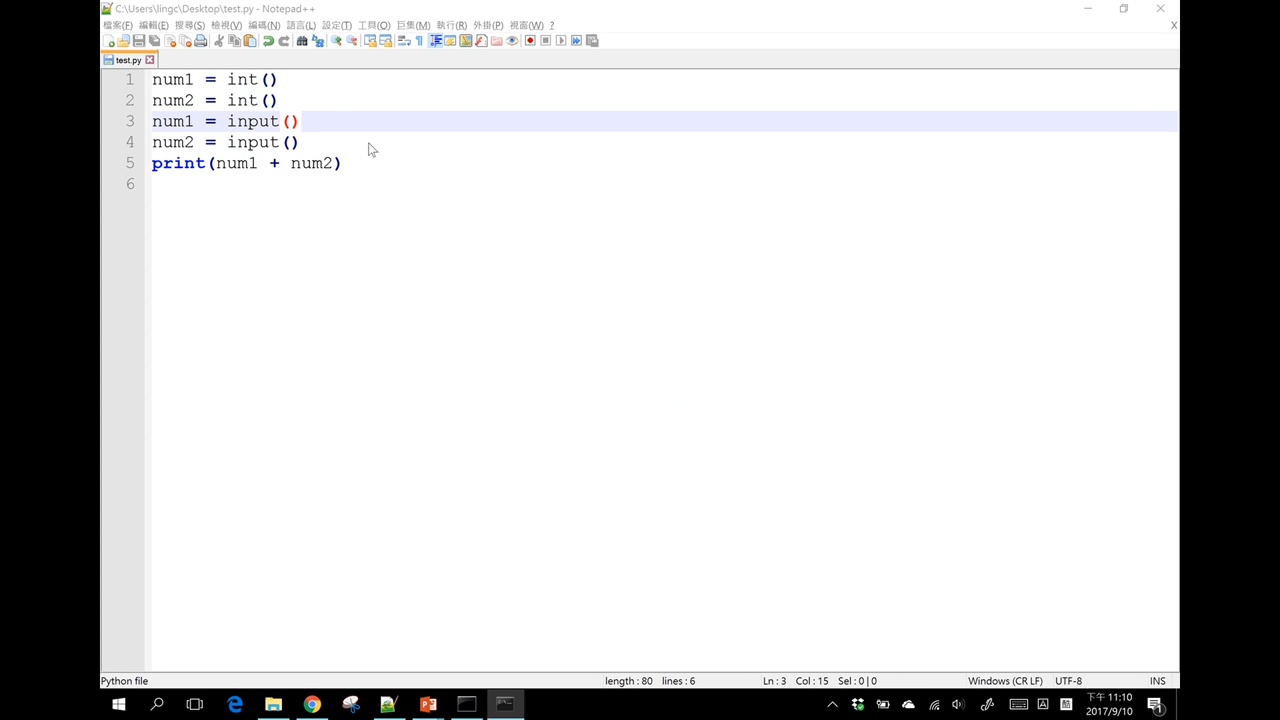 C:\Users\lingc\Desktop\test.py - Notepad++
檔案(F) 編輯(E) 搜尋(S) 檢視(V) 編碼(N) 語言(L) 設定(T) 工具(O) 巨集(M) 執行(R) 外掛(P) 視窗(W) ? X
test.py
1 num1 = int()
2 num2 = int()
3 num1 = input()
4 num2 = input()
5 print(num1 + num2)
6
Python file length : 80 lines : 6 Ln : 3 Col : 15 Sel : 0 | 0 Windows (CR LF) UTF-8 INS
下午 11:10
2017/9/10